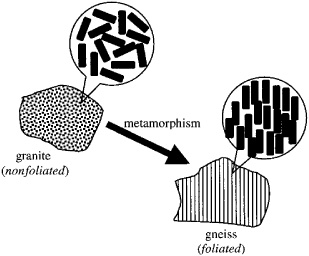 metamorphism
granite
(nonfoliated)
gneiss
(foliated)